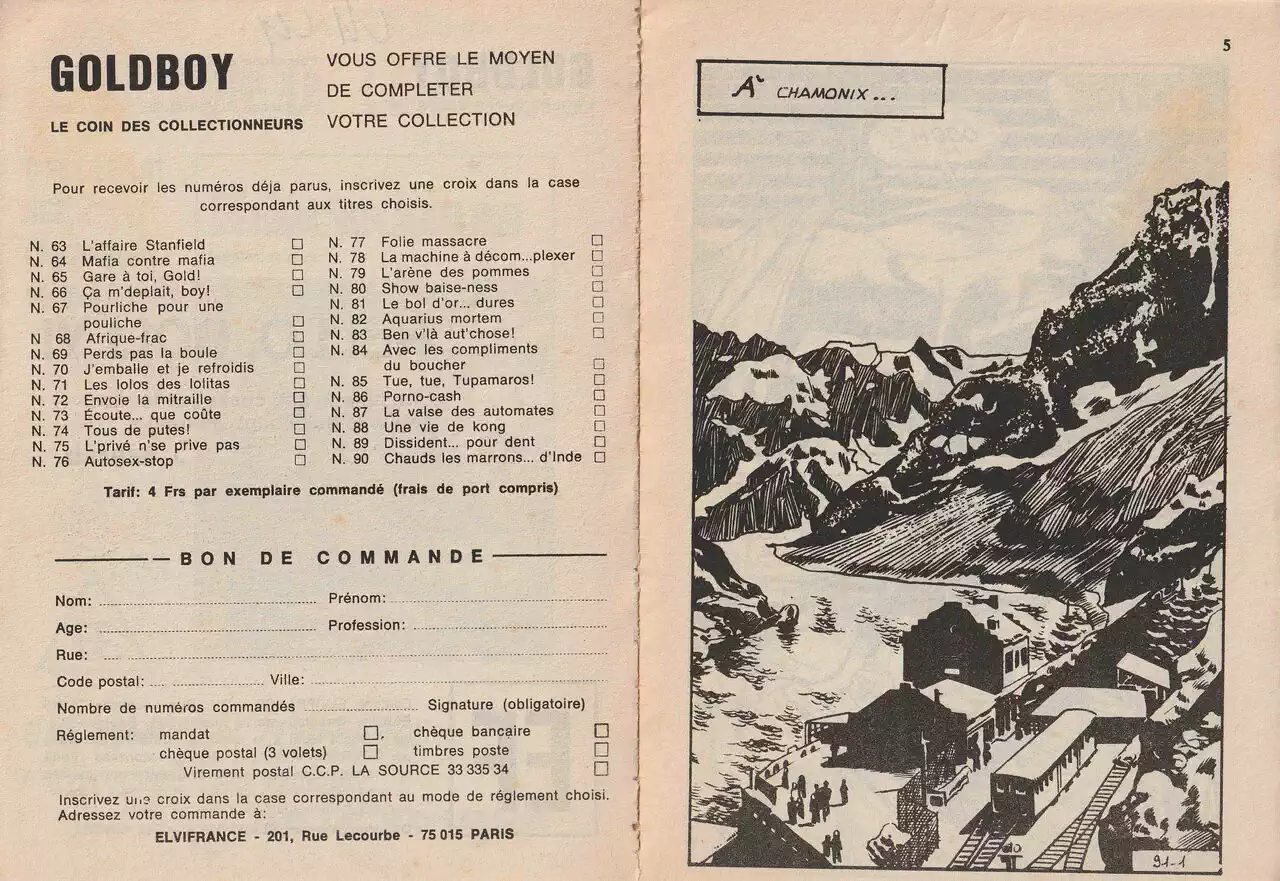 GOLDBOY
LE COIN DES COLLECTIONNEURS
VOUS OFFRE LE MOYEN
DE COMPLETER
VOTRE COLLECTION
Pour recevoir les numéros déja parus, inscrivez une croix dans la case
correspondant aux titres choisis.
N. 63 L'affaire Stanfield
N. 64 Mafia contre mafia
N. 65 Gare à toi, Gold!
N. 66 Ça m'deplait, boy!
N. 67 Pourliche pour une
pouliche
N 68 Afrique-frac
N. 69 Perds pas la boule
N. 70 J'emballe et je refroidis
N. 71 Les lolos des lolitas
N. 72 Envoie la mitraille
N. 73 Écoute... que coûte
N. 74 Tous de putes!
N. 75 L'privé n'se prive pas
N. 76 Autosex-stop
N. 77 Folie massacre
N. 78 La machine à décom...plexer
N. 79 L'arène des pommes
N. 80 Show baise-ness
N. 81 Le bol d'or... dures
N. 82 Aquarius mortem
N. 83 Ben v'là aut'chose!
N. 84 Avec les compliments
du boucher
N. 85 Tue, tue, Tupamaros!
N. 86 Porno-cash
N. 87 La valse des automates
N. 88 Une vie de kong
N. 89 Dissident... pour dent
N. 90 Chauds les marrons... d'Inde
Tarif: 4 Frs par exemplaire commandé (frais de port compris)
BON DE COMMANDE
Nom: Prénom:
Age: Profession:
Rue:
Code postal: Ville:
Nombre de numéros commandés Signature (obligatoire)
Réglement: mandat chèque bancaire
chèque postal (3 volets) timbres poste
Virement postal C.C.P. LA SOURCE 33 335 34
Inscrivez une croix dans la case correspondant au mode de réglement choisi.
Adressez votre commande à:
ELVIFRANCE - 201, Rue Lecourbe - 75 015 PARIS
5
À CHAMONIX...
91-1